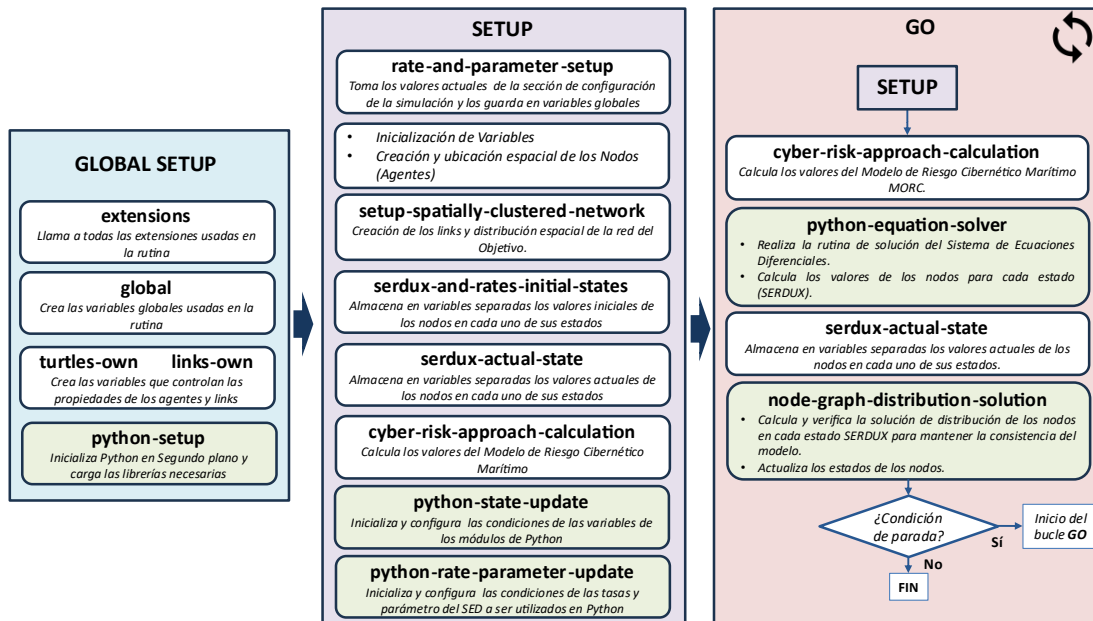 GLOBAL SETUP
extensions
Llama a todas las extensiones usadas en
la rutina
global
Crea las variables globales usadas en la
rutina
turtles-own links-own
Crea las variables que controlan las
propiedades de los agentes y links
python-setup
Inicializa Python en Segundo plano y
carga las librerías necesarias
SETUP
rate-and-parameter-setup
Toma los valores actuales de la sección de configuración
de la simulación y los guarda en variables globales
• Inicialización de Variables
• Creación y ubicación espacial de los Nodos
(Agentes)
setup-spatially-clustered-network
Creación de los links y distribución espacial de la red del
Objetivo.
serdux-and-rates-initial-states
Almacena en variables separadas los valores iniciales de
los nodos en cada uno de sus estados
serdux-actual-state
Almacena en variables separadas los valores actuales de
los nodos en cada uno de sus estados
cyber-risk-approach-calculation
Calcula los valores del Modelo de Riesgo Cibernético
Marítimo
python-state-update
Inicializa y configura las condiciones de las variables de
los módulos de Python
python-rate-parameter-update
Inicializa y configura las condiciones de las tasas y
parámetro del SED a ser utilizados en Python
GO
SETUP
cyber-risk-approach-calculation
Calcula los valores del Modelo de Riesgo Cibernético Marítimo
MORC.
python-equation-solver
• Realiza la rutina de solución del Sistema de Ecuaciones
Diferenciales.
• Calcula los valores de los nodos para cada estado
(SERDUX).
serdux-actual-state
Almacena en variables separadas los valores actuales de los
nodos en cada uno de sus estados.
node-graph-distribution-solution
• Calcula y verifica la solución de distribución de los nodos
en cada estado SERDUX para mantener la consistencia del
modelo.
• Actualiza los estados de los nodos.
¿Condición
de parada?
Sí
Inicio del
bucle GO
No
FIN